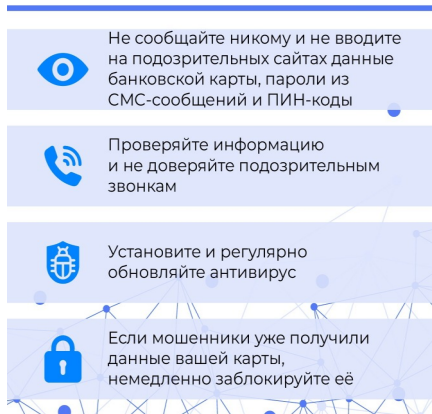 Не сообщайте никому и не вводите
на подозрительных сайтах данные
банковской карты, пароли из
СМС-сообщений и ПИН-коды
Проверяйте информацию
и не доверяйте подозрительным
звонкам
Установите и регулярно
обновляйте антивирус
Если мошенники уже получили
данные вашей карты,
немедленно заблокируйте её